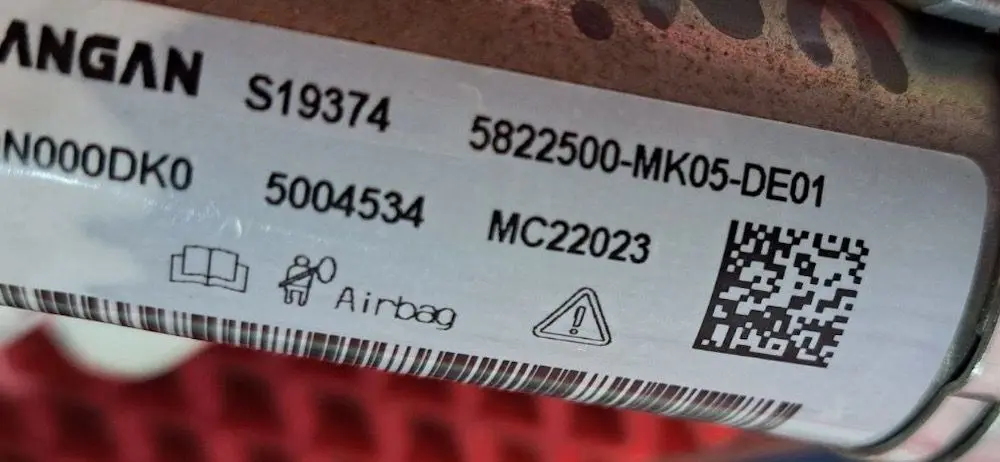 ANGAN S19374 5822500-MK05-DE01
N000DK0 5004534 MC22023
Airbag